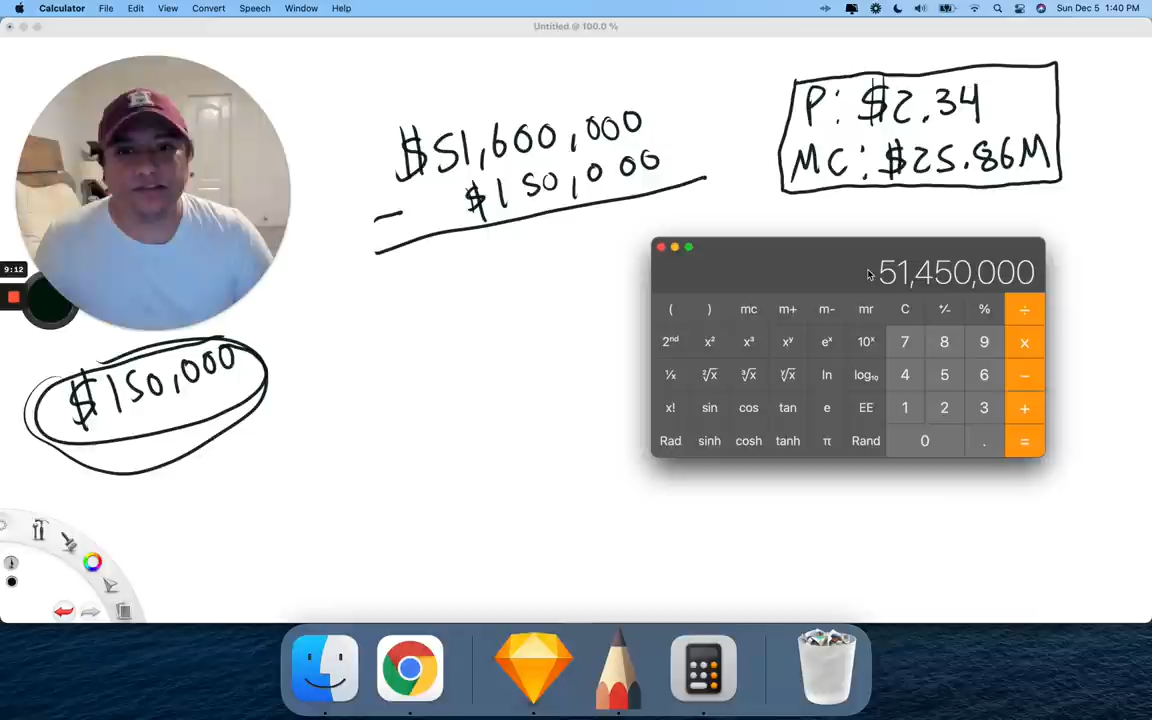 Calculator File Edit View Convert Speech Window Help Sun Dec 5 1:40 PM
Untitled @ 100.0 %
$51,600,000
- $150,000
P: $2.34
MC: $25.86M
9:12
$150,000
51,450,000
( ) mc m+ m- mr C ⁺⁄₋ % ÷
2ⁿᵈ x² x³ xʸ eˣ 10ˣ 7 8 9 ×
¹⁄ₓ ²√x ³√x ʸ√x ln log₁₀ 4 5 6 −
x! sin cos tan e EE 1 2 3 +
Rad sinh cosh tanh π Rand 0 . =